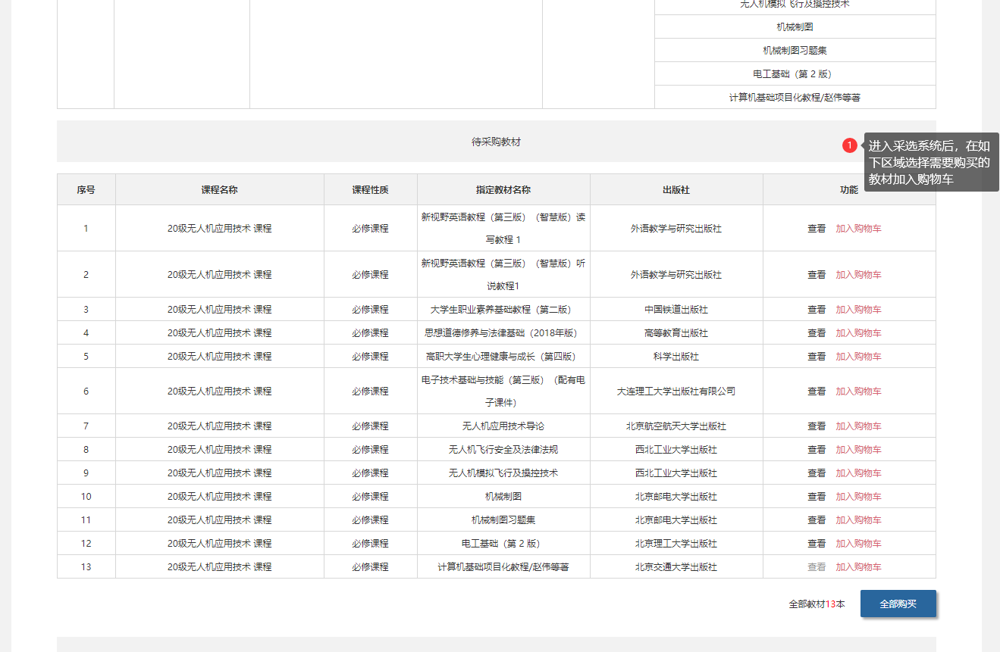 无人机模拟飞行及操控技术
机械制图
机械制图习题集
电工基础（第 2 版）
计算机基础项目化教程/赵伟等著
待采购教材
1
进入采选系统后，在如
下区域选择需要购买的
教材加入购物车
序号 课程名称 课程性质 指定教材名称 出版社 功能
1 20级无人机应用技术 课程 必修课程 新视野英语教程（第三版）（智慧版）读
写教程 1 外语教学与研究出版社 查看 加入购物车
2 20级无人机应用技术 课程 必修课程 新视野英语教程（第三版）（智慧版）听
说教程1 外语教学与研究出版社 查看 加入购物车
3 20级无人机应用技术 课程 必修课程 大学生职业素养基础教程（第二版） 中国铁道出版社 查看 加入购物车
4 20级无人机应用技术 课程 必修课程 思想道德修养与法律基础（2018年版） 高等教育出版社 查看 加入购物车
5 20级无人机应用技术 课程 必修课程 高职大学生心理健康与成长（第四版） 科学出版社 查看 加入购物车
6 20级无人机应用技术 课程 必修课程 电子技术基础与技能（第三版）（配有电
子课件） 大连理工大学出版社有限公司 查看 加入购物车
7 20级无人机应用技术 课程 必修课程 无人机应用技术导论 北京航空航天大学出版社 查看 加入购物车
8 20级无人机应用技术 课程 必修课程 无人机飞行安全及法律法规 西北工业大学出版社 查看 加入购物车
9 20级无人机应用技术 课程 必修课程 无人机模拟飞行及操控技术 西北工业大学出版社 查看 加入购物车
10 20级无人机应用技术 课程 必修课程 机械制图 北京邮电大学出版社 查看 加入购物车
11 20级无人机应用技术 课程 必修课程 机械制图习题集 北京邮电大学出版社 查看 加入购物车
12 20级无人机应用技术 课程 必修课程 电工基础（第 2 版） 北京理工大学出版社 查看 加入购物车
13 20级无人机应用技术 课程 必修课程 计算机基础项目化教程/赵伟等著 北京交通大学出版社 查看 加入购物车
全部教材13本 全部购买